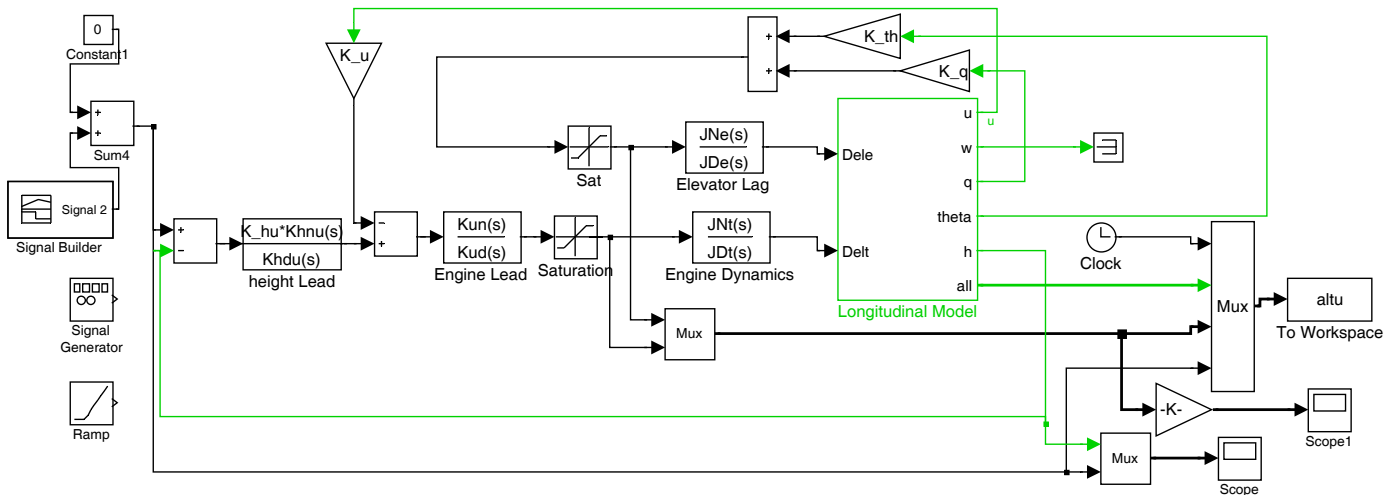 0
Constant1
+
+
Sum4
Signal 2
Signal Builder
Signal
Generator
Ramp
+
−
K_hu*Khnu(s)
Khdu(s)
height Lead
K_u
−
+
Kun(s)
Kud(s)
Engine Lead
Saturation
Sat
+
+
K_th
K_q
JNe(s)
JDe(s)
Elevator Lag
JNt(s)
JDt(s)
Engine Dynamics
Mux
Dele
Delt
u
w
q
theta
h
all
Longitudinal Model
u
Clock
Mux
altu
To Workspace
-K-
Scope1
Mux
Scope